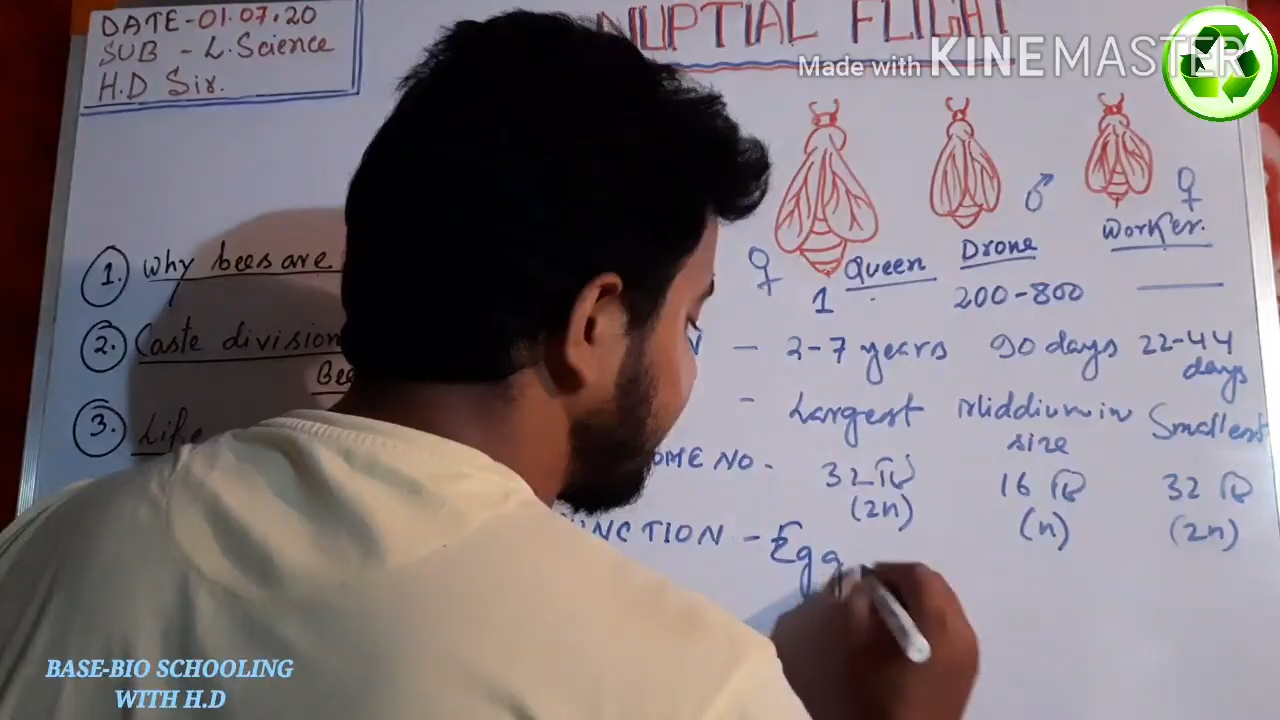 DATE-01.07.20
SUB - L. Science
H.D Sir.
NUPTIAL FLIGHT
Made with KINEMASTER
1. Why bees are
2. Caste division
Bee
3. Life
♀ Queen
Drone ♂
Worker. ♀
1 200-800 ——
- 2-7 years 90 days 22-44 days
- Largest Middium in size Smallest
OME NO. 32 টি (2n) 16 টি (n) 32 টি (2n)
UNCTION - Egg
BASE-BIO SCHOOLING
WITH H.D